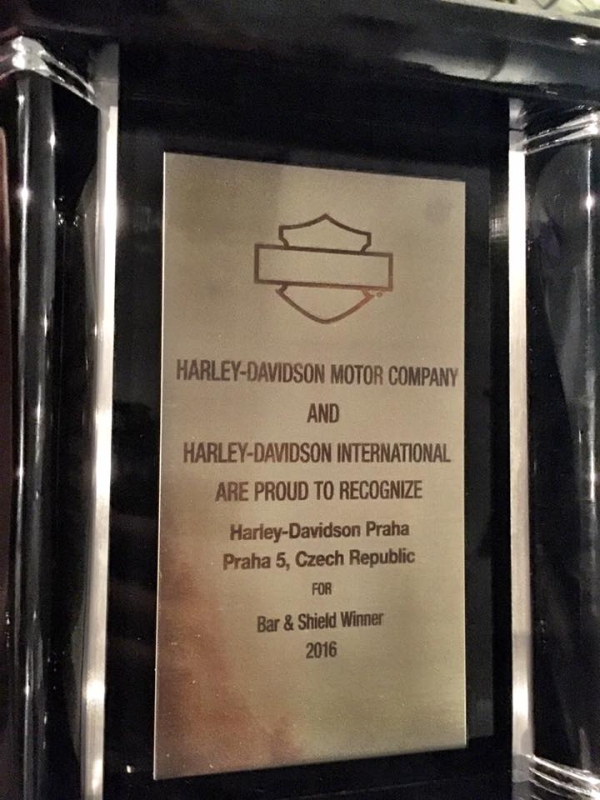 HARLEY-DAVIDSON MOTOR COMPANY
AND
HARLEY-DAVIDSON INTERNATIONAL
ARE PROUD TO RECOGNIZE
Harley-Davidson Praha
Praha 5, Czech Republic
FOR
Bar & Shield Winner
2016